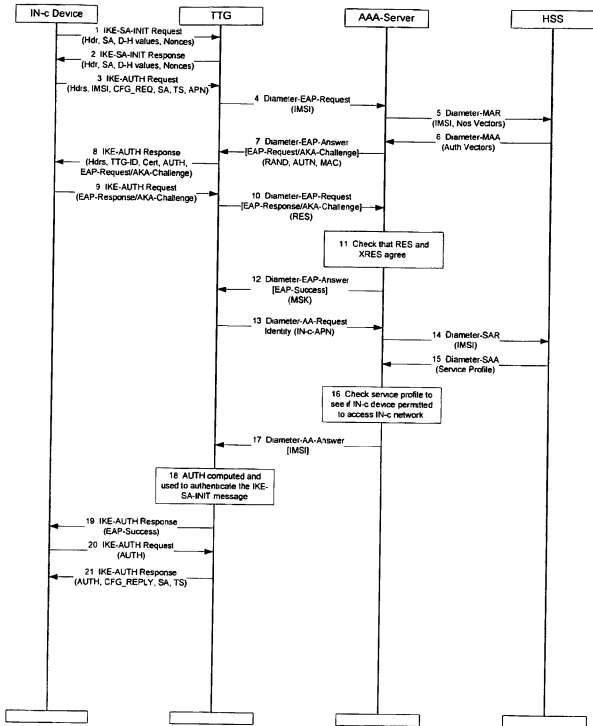 IN-c Device
TTG
AAA-Server
HSS
1 IKE-SA-INIT Request
(Hdr, SA, D-H values, Nonces)
2 IKE-SA-INIT Response
(Hdr, SA, D-H values, Nonces)
3 IKE-AUTH Request
(Hdrs, IMSI, CFG_REQ, SA, TS, APN)
4 Diameter-EAP-Request
(IMSI)
5 Diameter-MAR
(IMSI, Nos Vectors)
6 Diameter-MAA
(Auth Vectors)
7 Diameter-EAP-Answer
[EAP-Request/AKA-Challenge]
(RAND, AUTN, MAC)
8 IKE-AUTH Response
(Hdrs, TTG-ID, Cert, AUTH,
EAP-Request/AKA-Challenge)
9 IKE-AUTH Request
(EAP-Response/AKA-Challenge)
10 Diameter-EAP-Request
[EAP-Response/AKA-Challenge]
(RES)
11 Check that RES and
XRES agree
12 Diameter-EAP-Answer
[EAP-Success]
(MSK)
13 Diameter-AA-Request
Identity (IN-c-APN)
14 Diameter-SAR
(IMSI)
15 Diameter-SAA
(Service Profile)
16 Check service profile to
see if IN-c device permitted
to access IN-c network
17 Diameter-AA-Answer
[IMSI]
18 AUTH computed and
used to authenticate the IKE-
SA-INIT message
19 IKE-AUTH Response
(EAP-Success)
20 IKE-AUTH Request
(AUTH)
21 IKE-AUTH Response
(AUTH, CFG_REPLY, SA, TS)